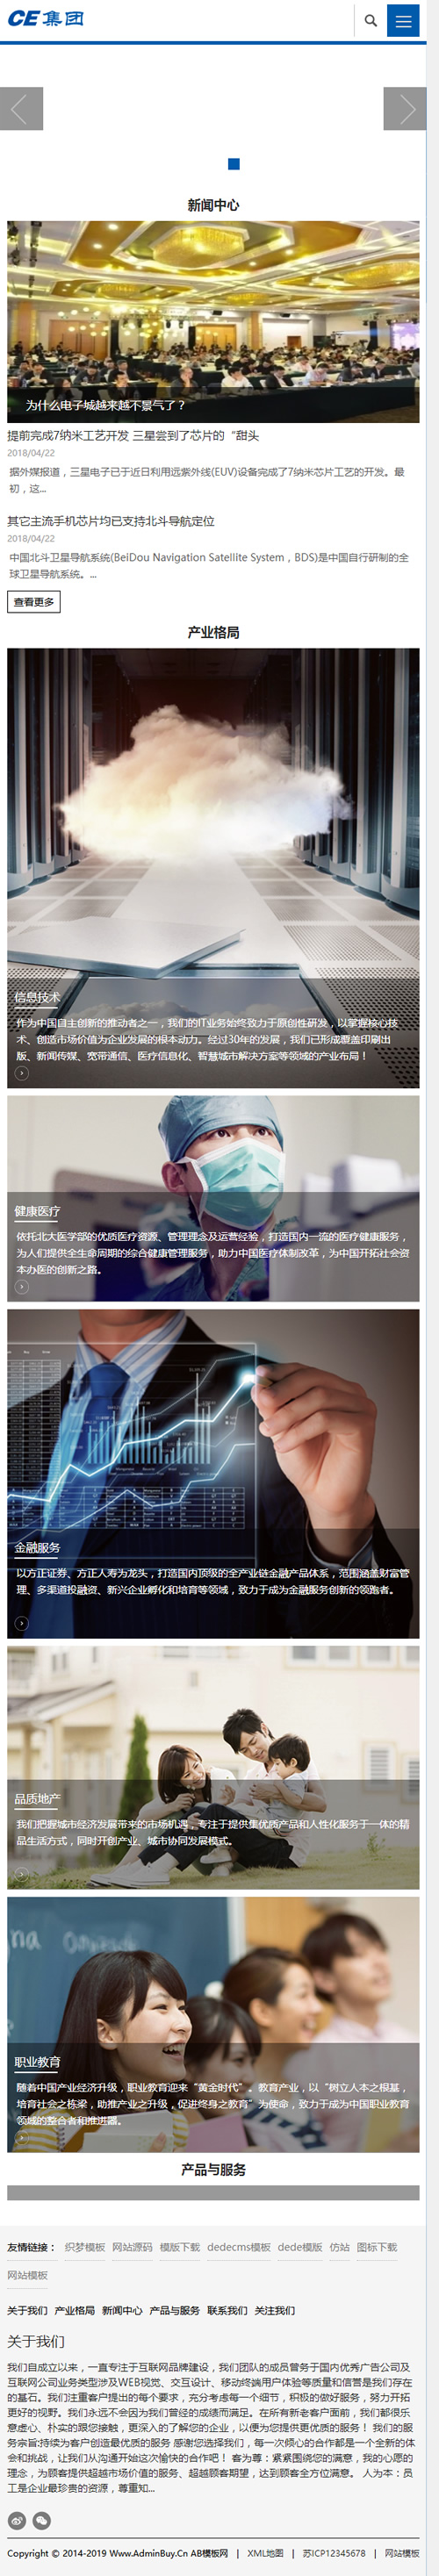 CE 集团
新闻中心
为什么电子城越来越不景气了？
提前完成7纳米工艺开发 三星尝到了芯片的“甜头
2018/04/22
据外媒报道，三星电子已于近日利用远紫外线(EUV)设备完成了7纳米芯片工艺的开发。最
初，这...
其它主流手机芯片均已支持北斗导航定位
2018/04/22
中国北斗卫星导航系统(BeiDou Navigation Satellite System，BDS)是中国自行研制的全
球卫星导航系统。...
查看更多
产业格局
信息技术
作为中国自主创新的推动者之一，我们的IT业务始终致力于原创性研发，以掌握核心技
术、创造市场价值为企业发展的根本动力。经过30年的发展，我们已形成覆盖印刷出
版、新闻传媒、宽带通信、医疗信息化、智慧城市解决方案等领域的产业布局！
健康医疗
依托北大医学部的优质医疗资源、管理理念及运营经验，打造国内一流的医疗健康服务，
为人们提供全生命周期的综合健康管理服务，助力中国医疗体制改革，为中国开拓社会资
本办医的创新之路。
金融服务
以方正证券、方正人寿为龙头，打造国内顶级的全产业链金融产品体系，范围涵盖财富管
理、多渠道投融资、新兴企业孵化和培育等领域，致力于成为金融服务创新的领跑者。
品质地产
我们把握城市经济发展带来的市场机遇，专注于提供集优质产品和人性化服务于一体的精
品生活方式，同时开创产业、城市协同发展模式。
职业教育
随着中国产业经济升级，职业教育迎来“黄金时代”。教育产业，以“树立人本之根基，
培育社会之栋梁，助推产业之升级，促进终身之教育”为使命，致力于成为中国职业教育
领域的整合者和推进器。
产品与服务
友情链接： 织梦模板 网站源码 模版下载 dedecms模板 dede模版 仿站 图标下载
网站模板
关于我们 产业格局 新闻中心 产品与服务 联系我们 关注我们
关于我们
我们自成立以来，一直专注于互联网品牌建设，我们团队的成员曾务于国内优秀广告公司及
互联网公司业务类型涉及WEB视觉、交互设计、移动终端用户体验等质量和信誉是我们存在
的基石。我们注重客户提出的每个要求，充分考虑每一个细节，积极的做好服务，努力开拓
更好的视野。我们永远不会因为我们曾经的成绩而满足。在所有新老客户面前，我们都很乐
意虚心、朴实的跟您接触，更深入的了解您的企业，以便为您提供更优质的服务！ 我们的服
务宗旨:持续为客户创造最优质的服务 感谢您选择我们，每一次倾心的合作都是一个全新的体
会和挑战，让我们从沟通开始这次愉快的合作吧！ 客为尊：紧紧围绕您的满意，我的心愿的
理念，为顾客提供超越市场价值的服务、超越顾客期望，达到顾客全方位满意。 人为本：员
工是企业最珍贵的资源，尊重知...
Copyright © 2014-2019 Www.AdminBuy.Cn AB模板网 | XML地图 | 苏ICP12345678 | 网站模板